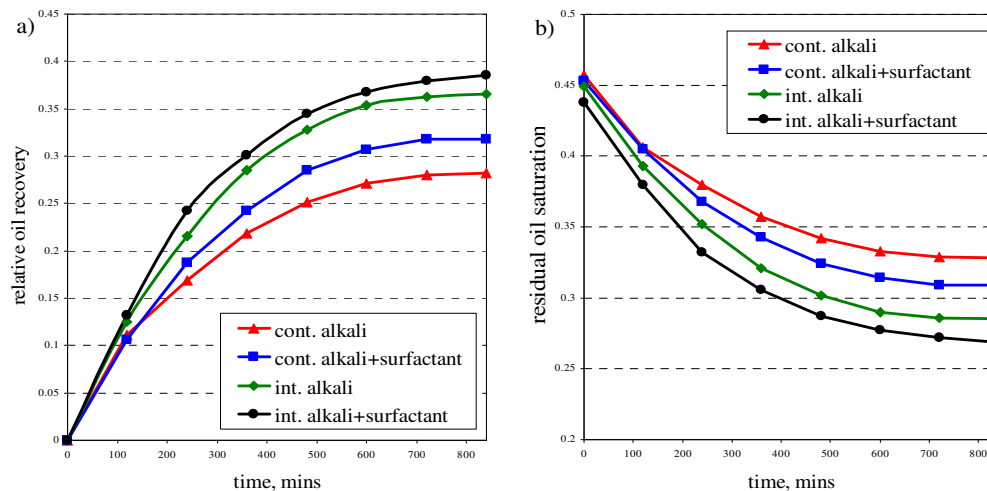 a)
relative oil recovery
0.45
0.4
0.35
0.3
0.25
0.2
0.15
0.1
0.05
0
0 100 200 300 400 500 600 700 800
time, mins
cont. alkali
cont. alkali+surfactant
int. alkali
int. alkali+surfactant
b)
residual oil saturation
0.5
0.45
0.4
0.35
0.3
0.25
0.2
0 100 200 300 400 500 600 700 800
time, mins
cont. alkali
cont. alkali+surfactant
int. alkali
int. alkali+surfactant